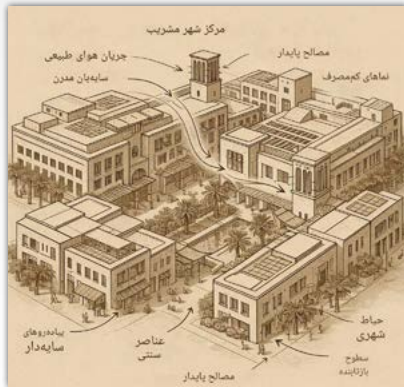 مرکز شهر مشریب
جریان هوای طبیعی
مصالح پایدار
سایه‌بان مدرن
نماهای کم‌مصرف
پیاده‌روهای
سایه‌دار
عناصر
سنتی
حیاط
شهری
سطوح
بازتابنده
مصالح پایدار